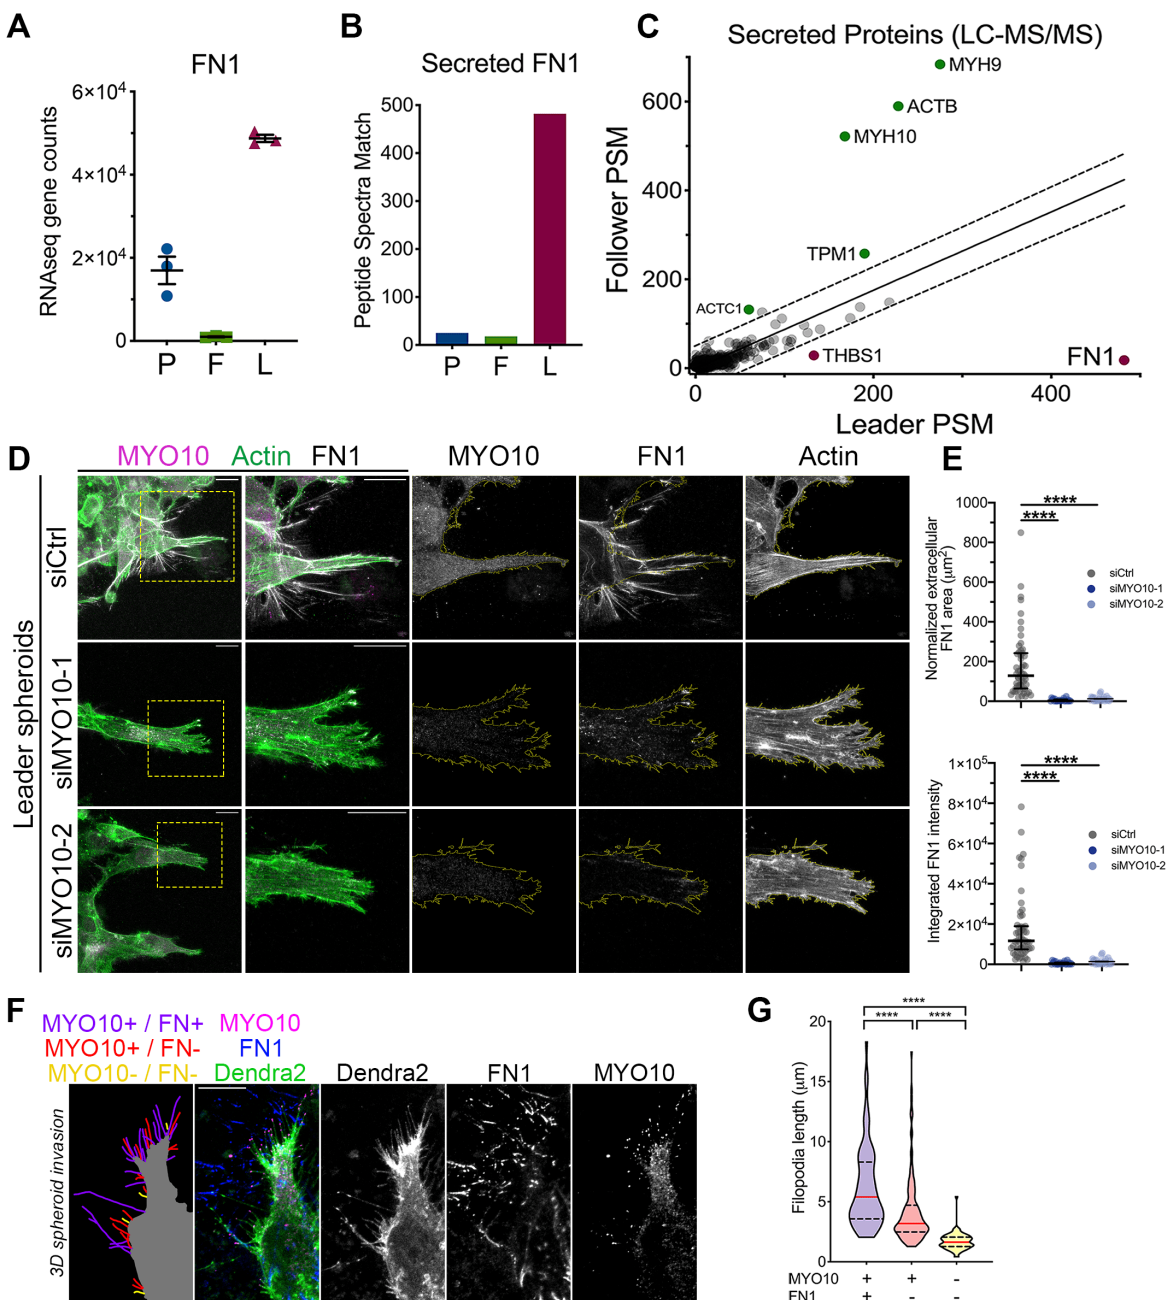 A
FN1
RNAseq gene counts
6×10⁴
4×10⁴
2×10⁴
0
P F L
B
Secreted FN1
Peptide Spectra Match
500
400
300
200
100
0
P F L
C
Secreted Proteins (LC-MS/MS)
Follower PSM
600
400
200
0
MYH9
ACTB
MYH10
TPM1
ACTC1
THBS1
FN1
0 200 400
Leader PSM
D
MYO10 Actin FN1 MYO10 FN1 Actin
Leader spheroids
siCtrl
siMYO10-1
siMYO10-2
E
Normalized extracellular
FN1 area (μm²)
1000
800
600
400
200
0
****
****
siCtrl
siMYO10-1
siMYO10-2
Integrated FN1 intensity
1×10⁵
8×10⁴
6×10⁴
4×10⁴
2×10⁴
0
****
****
siCtrl
siMYO10-1
siMYO10-2
F
MYO10+ / FN+ MYO10
MYO10+ / FN- FN1
MYO10- / FN- Dendra2 Dendra2 FN1 MYO10
3D spheroid invasion
G
Filopodia length (μm)
20
15
10
5
0
****
**** ****
MYO10 + + -
FN1 + - -